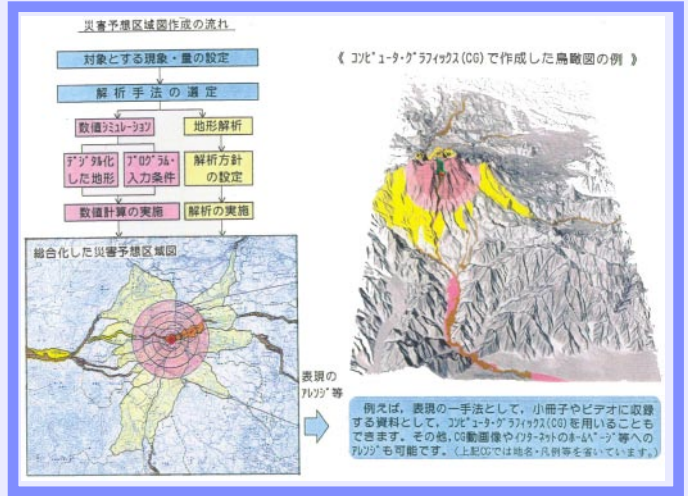 災害予想区域図作成の流れ
対象とする現象・量の設定
解析手法の選定
数値シミュレーション
地形解析
デジタル化
した地形
プログラム・
入力条件
解析方針
の設定
数値計算の実施
解析の実施
総合化した災害予想区域図
表現の
アレンジ等
《 コンピュータ・グラフィックス(CG)で作成した鳥瞰図の例 》
例えば，表現の一手法として，小冊子やビデオに収録
する資料として，コンピュータ・グラフィックス(CG)を用いることも
できます。その他，CG動画像やインターネットのホームページ等への
アレンジも可能です。(上記CGでは地名・凡例等を省いています。)